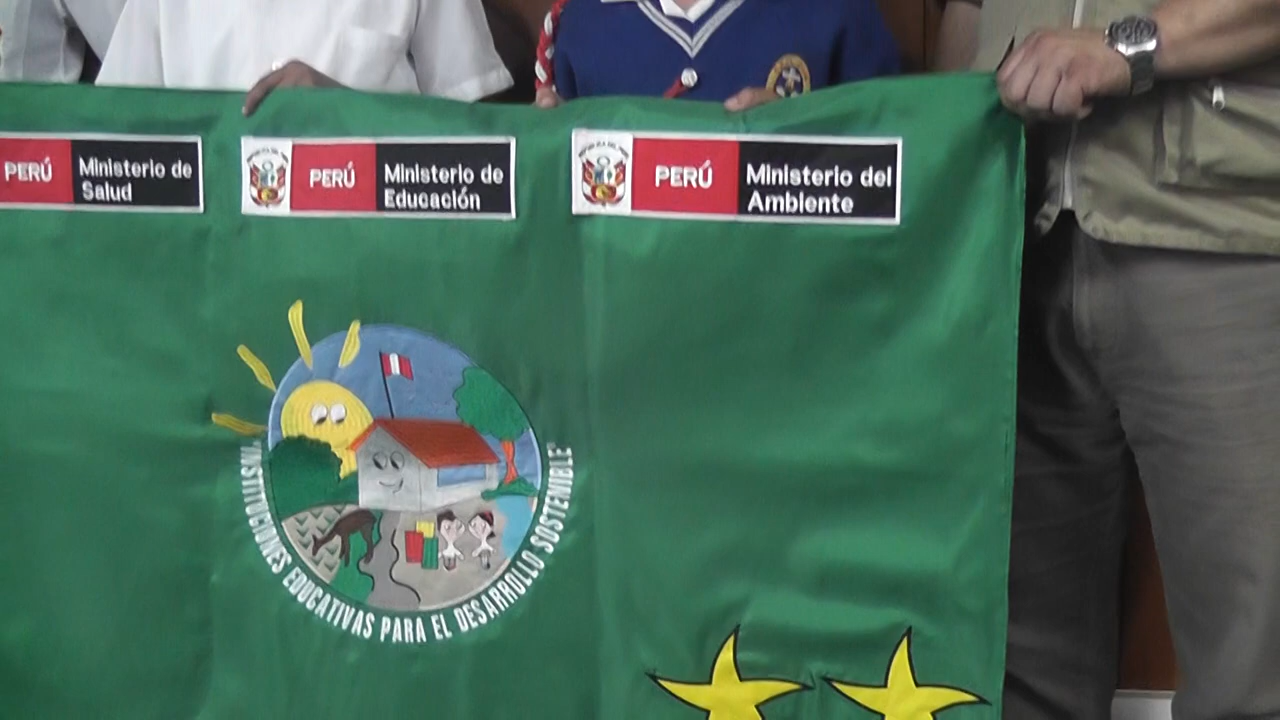 PERÚ
Ministerio de
Salud
PERÚ
Ministerio de
Educación
PERÚ
Ministerio del
Ambiente
"INSTITUCIONES EDUCATIVAS PARA EL DESARROLLO SOSTENIBLE"